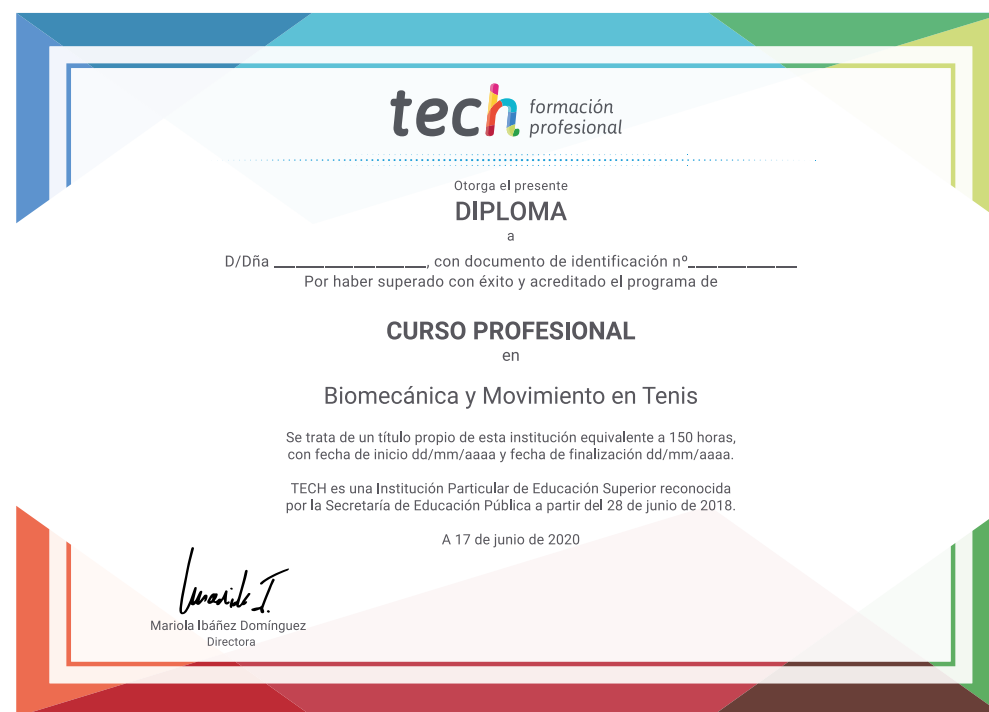 tech formación
profesional
Otorga el presente
DIPLOMA
a
D/Dña ____________________, con documento de identificación nº______________
Por haber superado con éxito y acreditado el programa de
CURSO PROFESIONAL
en
Biomecánica y Movimiento en Tenis
Se trata de un título propio de esta institución equivalente a 150 horas,
con fecha de inicio dd/mm/aaaa y fecha de finalización dd/mm/aaaa.
TECH es una Institución Particular de Educación Superior reconocida
por la Secretaría de Educación Pública a partir del 28 de junio de 2018.
A 17 de junio de 2020
Mariola Ibáñez Domínguez
Directora